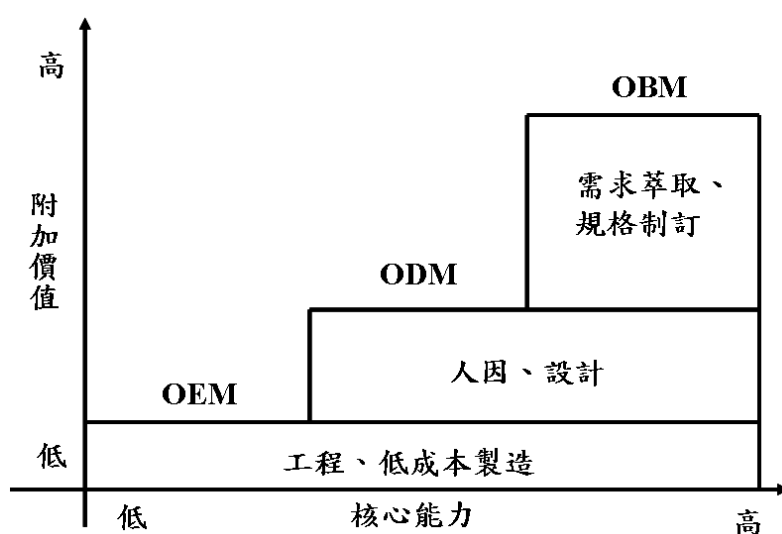 高
OBM
需求萃取、
規格制訂
附加價值
ODM
人因、設計
OEM
低
工程、低成本製造
低
核心能力
高